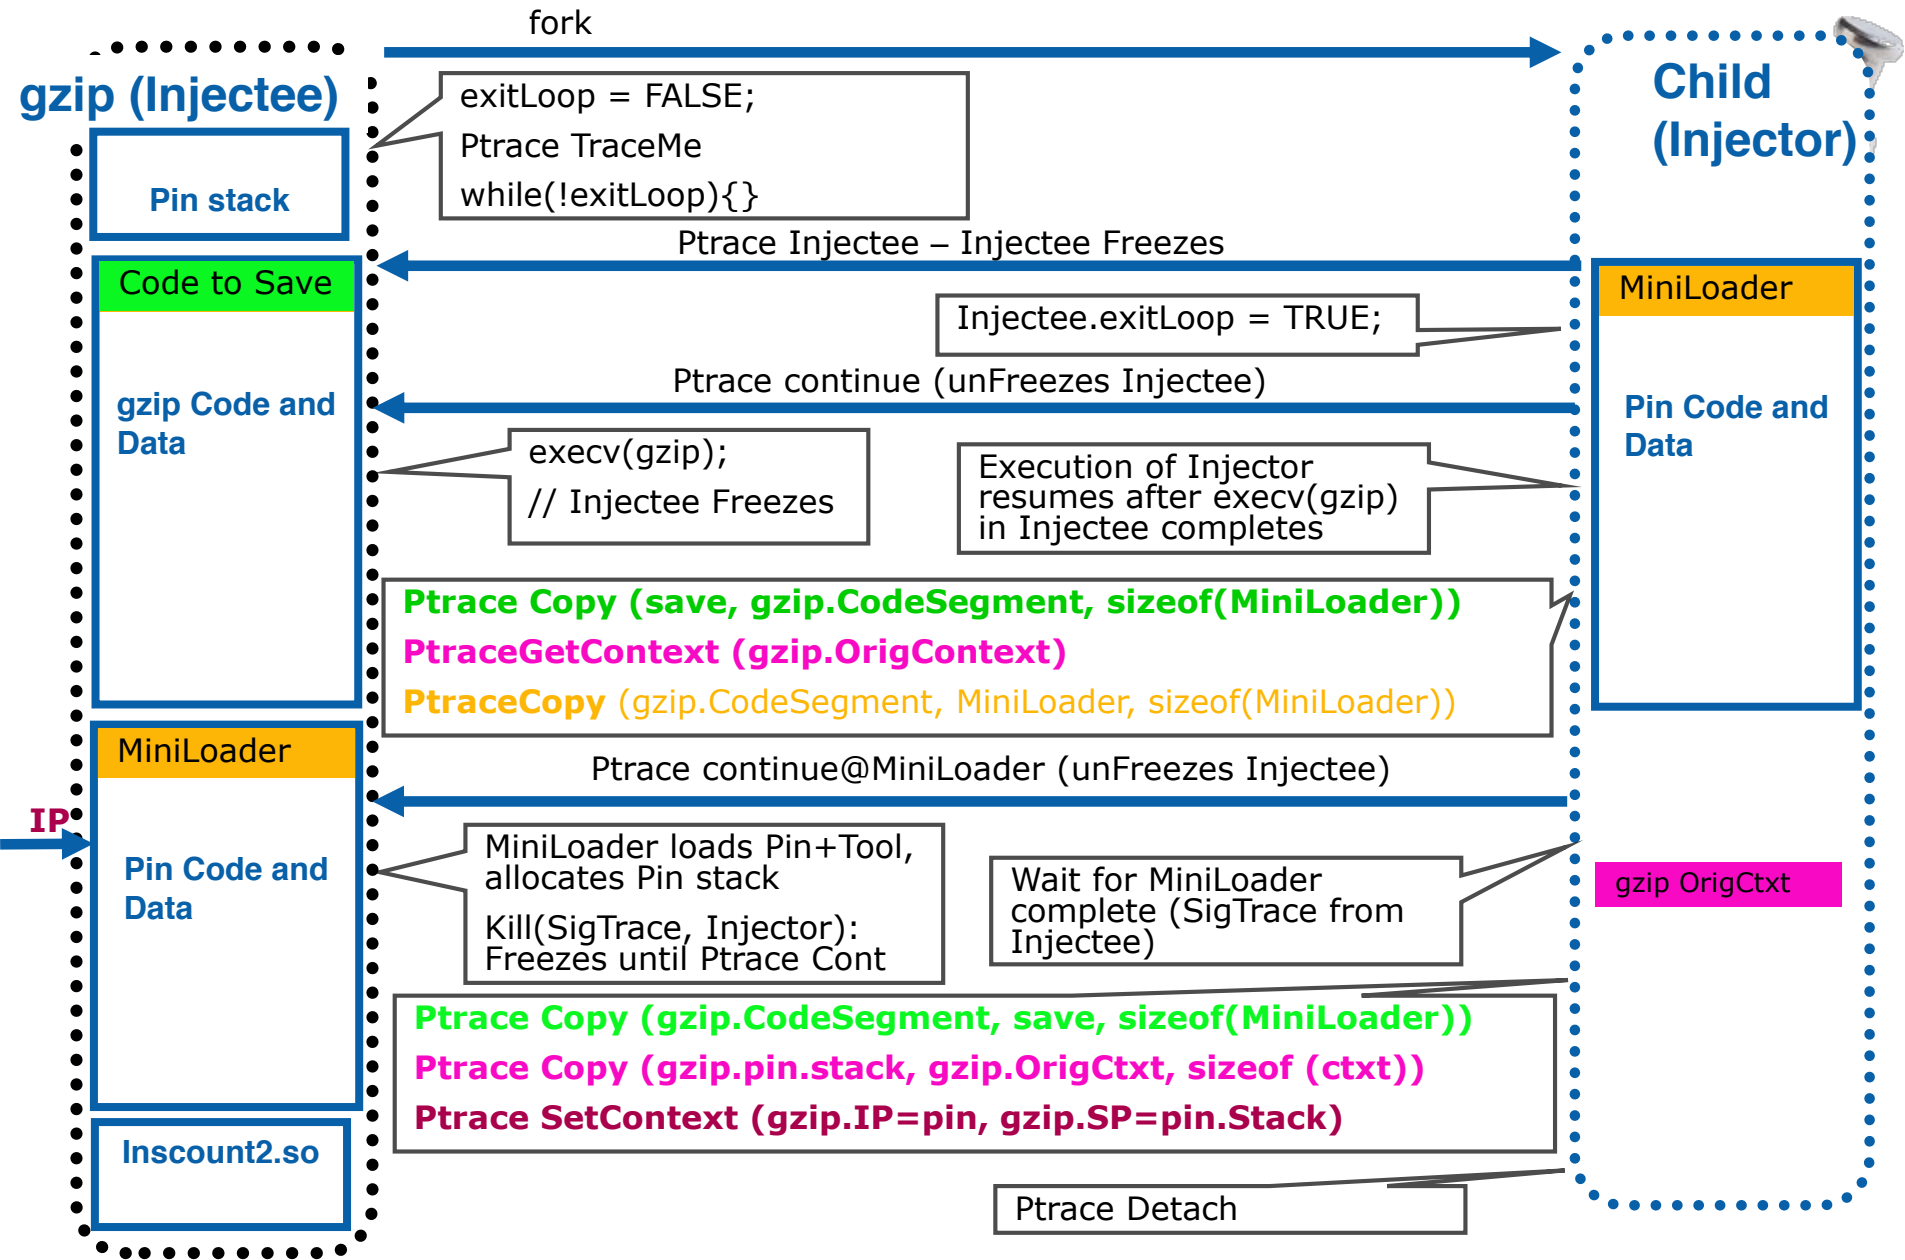 fork
gzip (Injectee)
Child
(Injector)
exitLoop = FALSE;
Ptrace TraceMe
while(!exitLoop){}
Pin stack
Ptrace Injectee – Injectee Freezes
Code to Save
MiniLoader
Injectee.exitLoop = TRUE;
Ptrace continue (unFreezes Injectee)
gzip Code and
Data
Pin Code and
Data
execv(gzip);
// Injectee Freezes
Execution of Injector
resumes after execv(gzip)
in Injectee completes
Ptrace Copy (save, gzip.CodeSegment, sizeof(MiniLoader))
PtraceGetContext (gzip.OrigContext)
PtraceCopy (gzip.CodeSegment, MiniLoader, sizeof(MiniLoader))
MiniLoader
Ptrace continue@MiniLoader (unFreezes Injectee)
IP
Pin Code and
Data
MiniLoader loads Pin+Tool,
allocates Pin stack
Kill(SigTrace, Injector):
Freezes until Ptrace Cont
Wait for MiniLoader
complete (SigTrace from
Injectee)
gzip OrigCtxt
Ptrace Copy (gzip.CodeSegment, save, sizeof(MiniLoader))
Ptrace Copy (gzip.pin.stack, gzip.OrigCtxt, sizeof (ctxt))
Ptrace SetContext (gzip.IP=pin, gzip.SP=pin.Stack)
Inscount2.so
Ptrace Detach